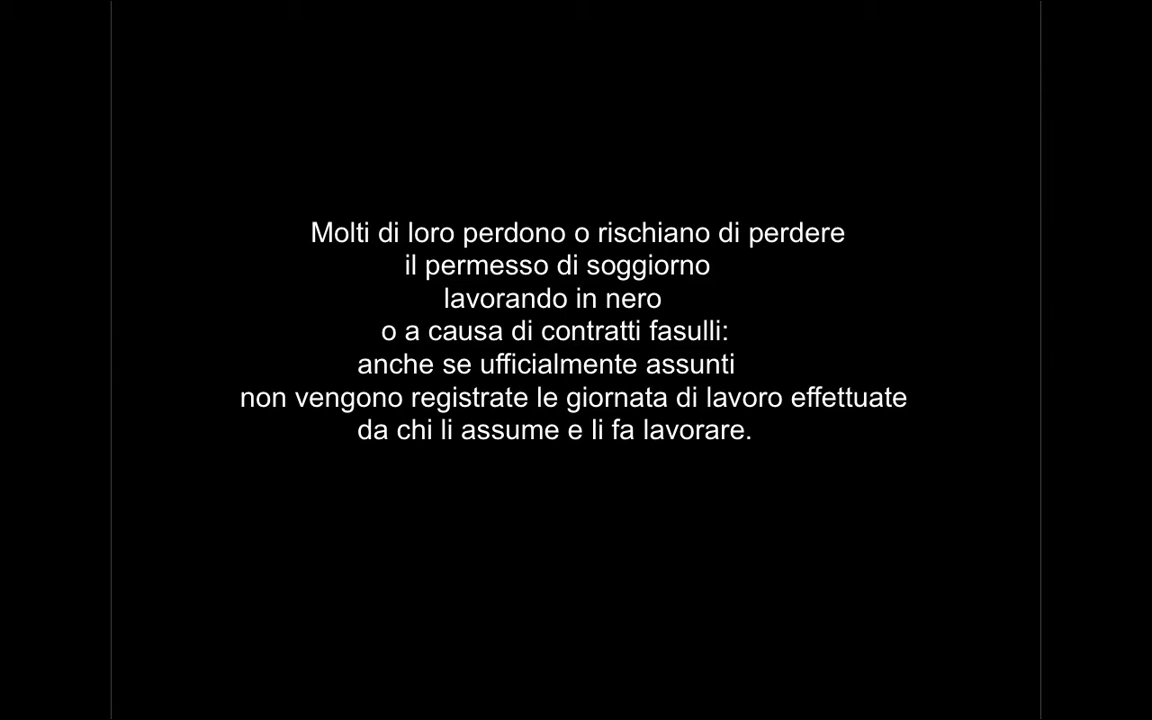 Molti di loro perdono o rischiano di perdere
il permesso di soggiorno
lavorando in nero
o a causa di contratti fasulli:
anche se ufficialmente assunti
non vengono registrate le giornata di lavoro effettuate
da chi li assume e li fa lavorare.